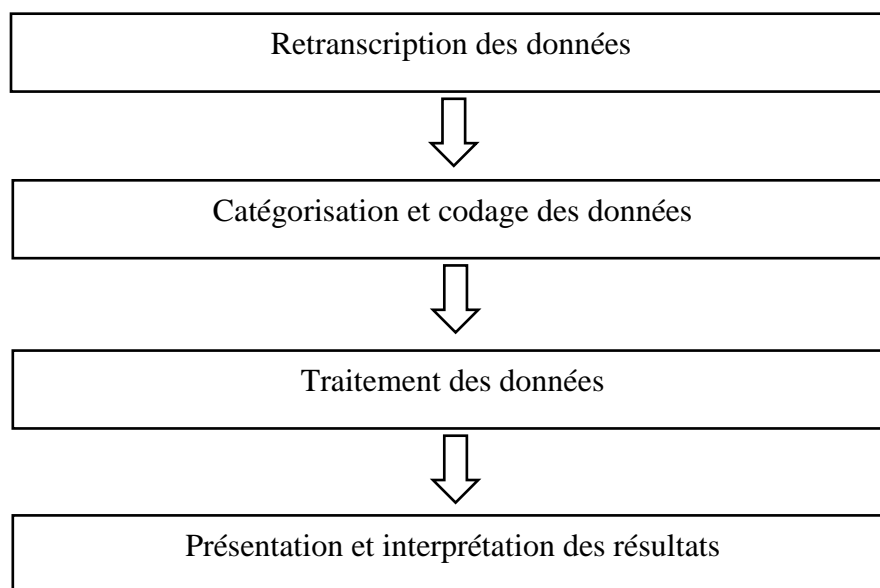 Retranscription des données
Catégorisation et codage des données
Traitement des données
Présentation et interprétation des résultats